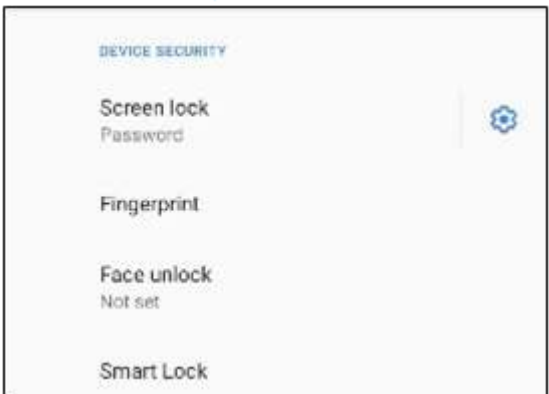 DEVICE SECURITY
Screen lock
Password
Fingerprint
Face unlock
Not set
Smart Lock